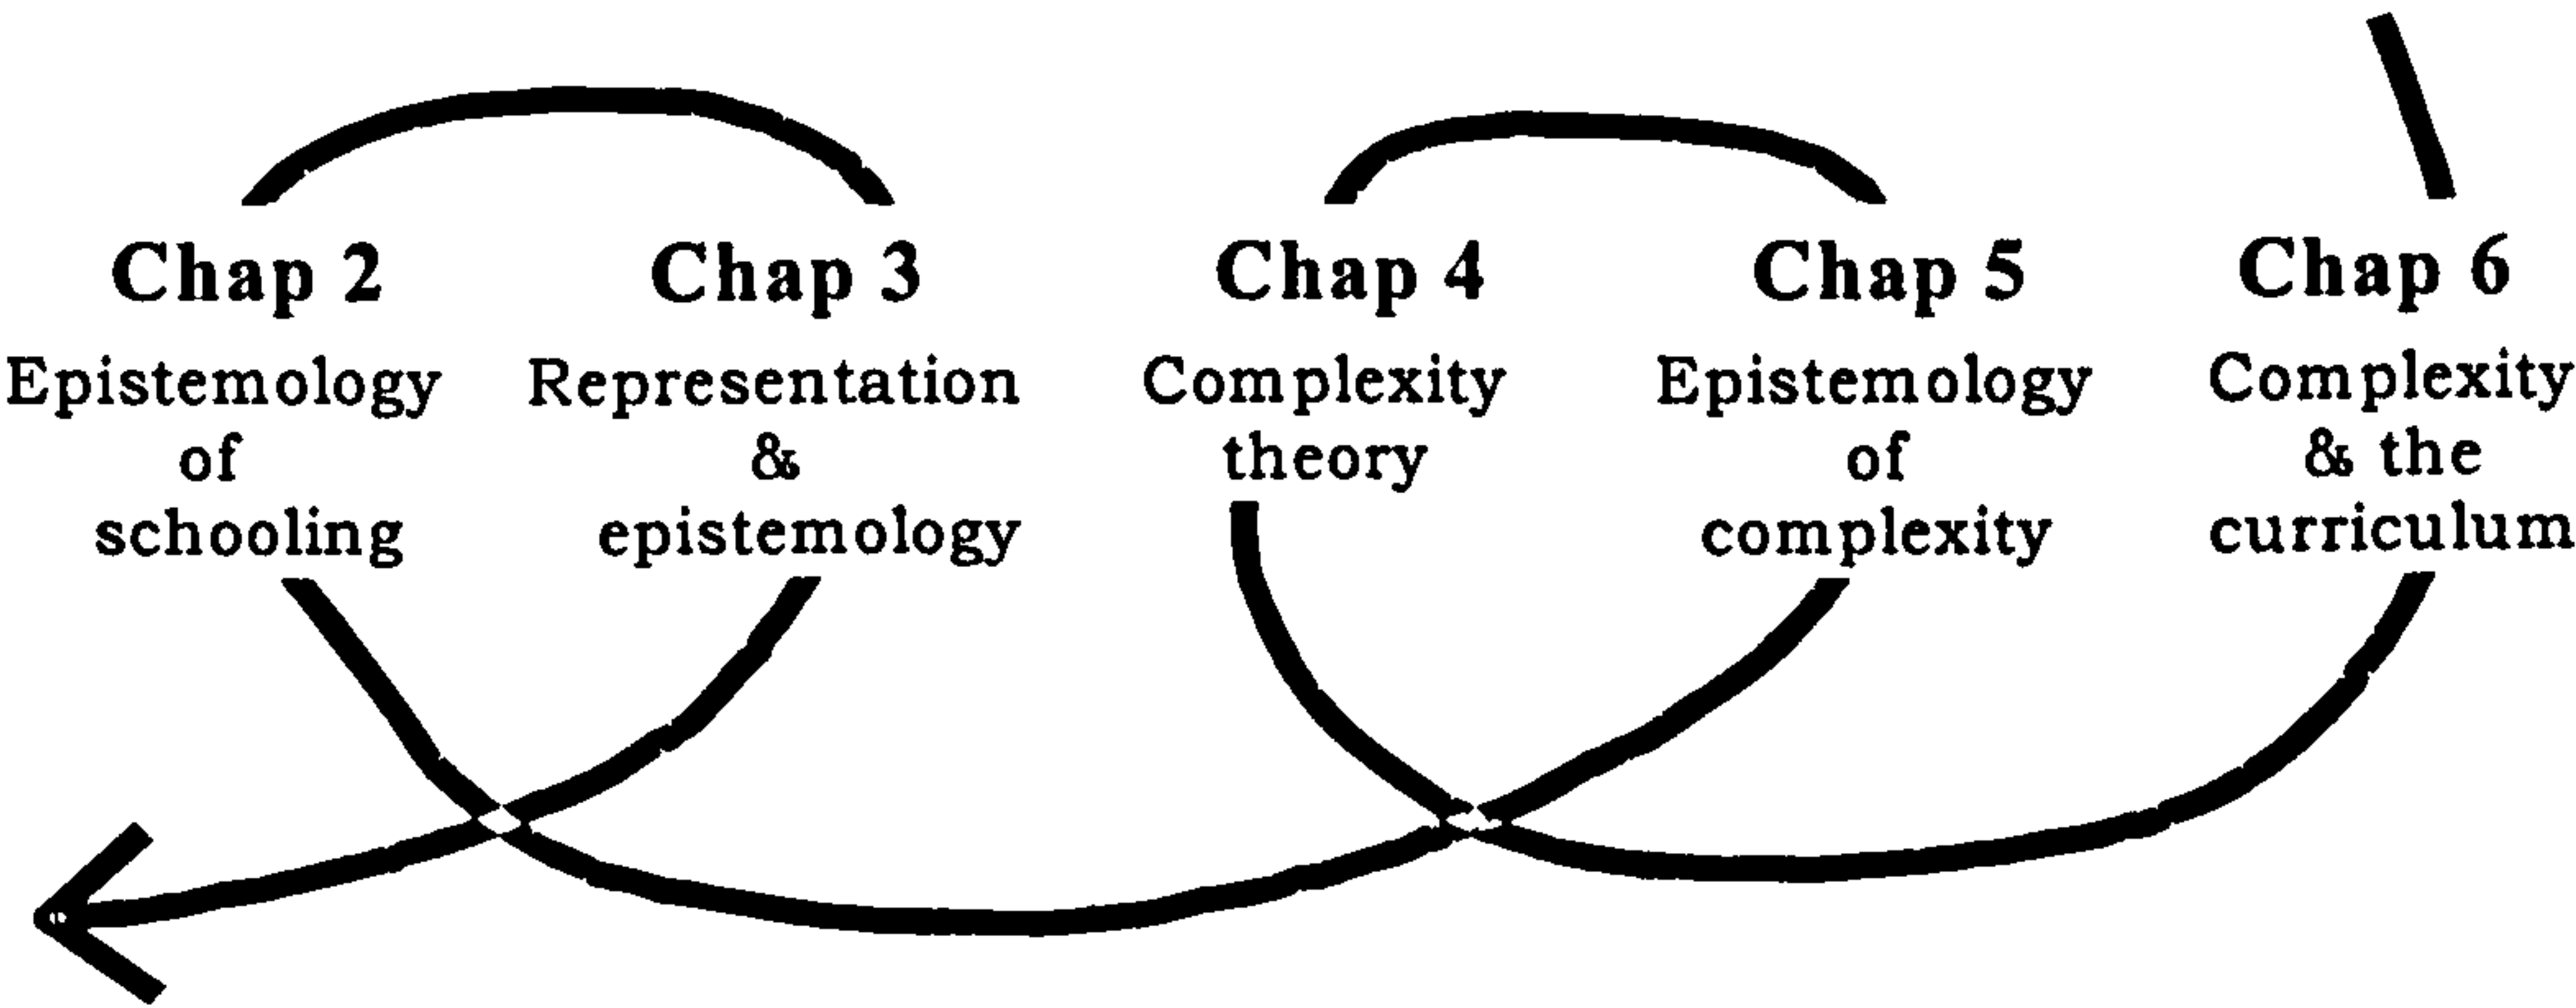 Chap 2
Epistemology
of
schooling
Chap 3
Representation
&
epistemology
Chap 4
Complexity
theory
Chap 5
Epistemology
of
complexity
Chap 6
Complexity
& the
curriculum